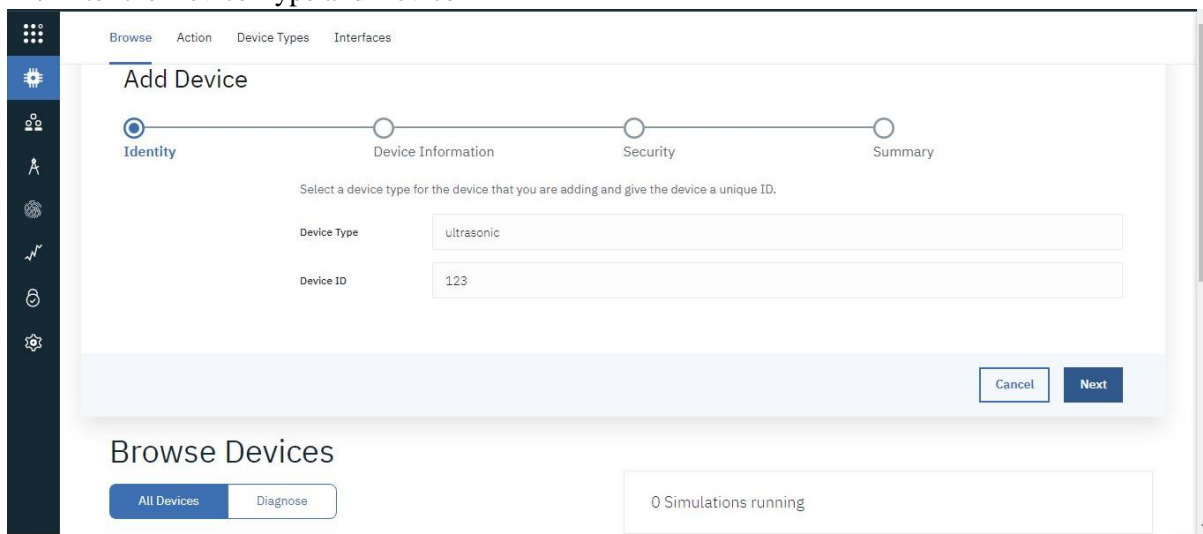 Browse Action Device Types Interfaces
Add Device
Identity Device Information Security Summary
Select a device type for the device that you are adding and give the device a unique ID.
Device Type ultrasonic
Device ID 123
Cancel Next
Browse Devices
All Devices Diagnose
0 Simulations running